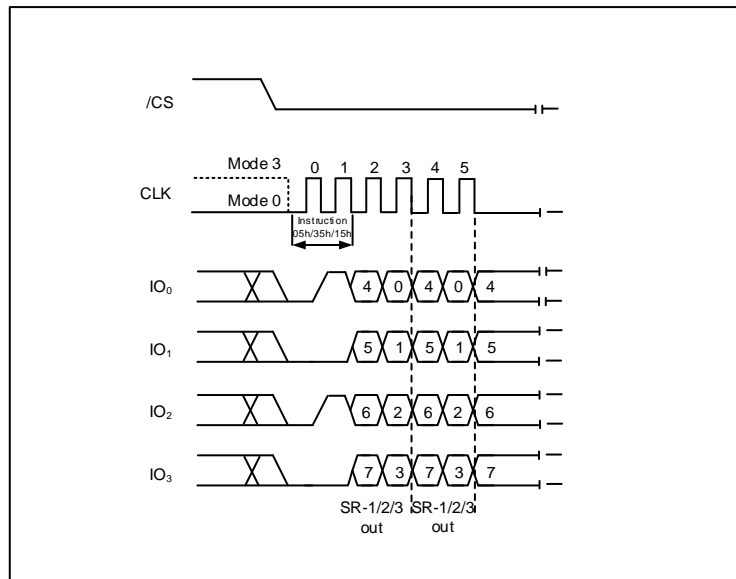 /CS
Mode 3
0 1 2 3 4 5
CLK
Mode 0
Instruction
05h/35h/15h
IO₀ 4 0 4 0 4
IO₁ 5 1 5 1 5
IO₂ 6 2 6 2 6
IO₃ 7 3 7 3 7
SR-1/2/3 SR-1/2/3
out out